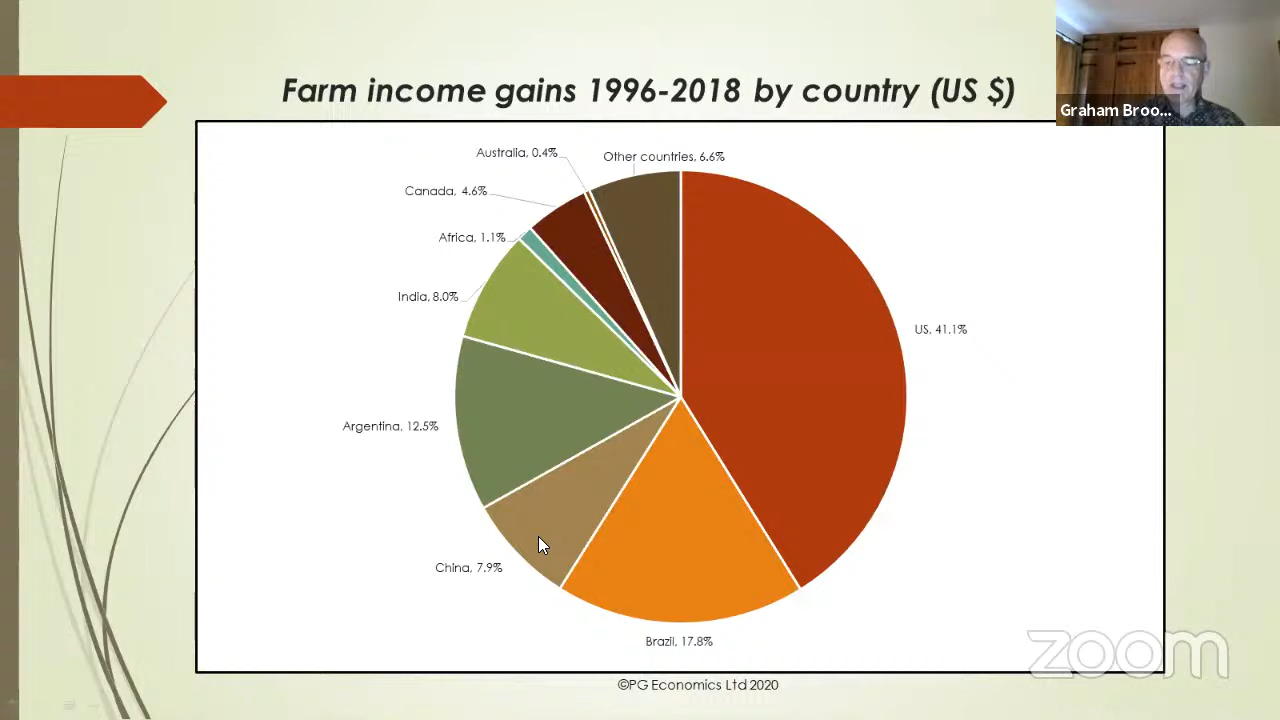 Farm income gains 1996-2018 by country (US $)
Graham Broo...
Australia, 0.4%
Other countries, 6.6%
Canada, 4.6%
Africa, 1.1%
India, 8.0%
US, 41.1%
Argentina, 12.5%
China, 7.9%
Brazil, 17.8%
zoom
©PG Economics Ltd 2020